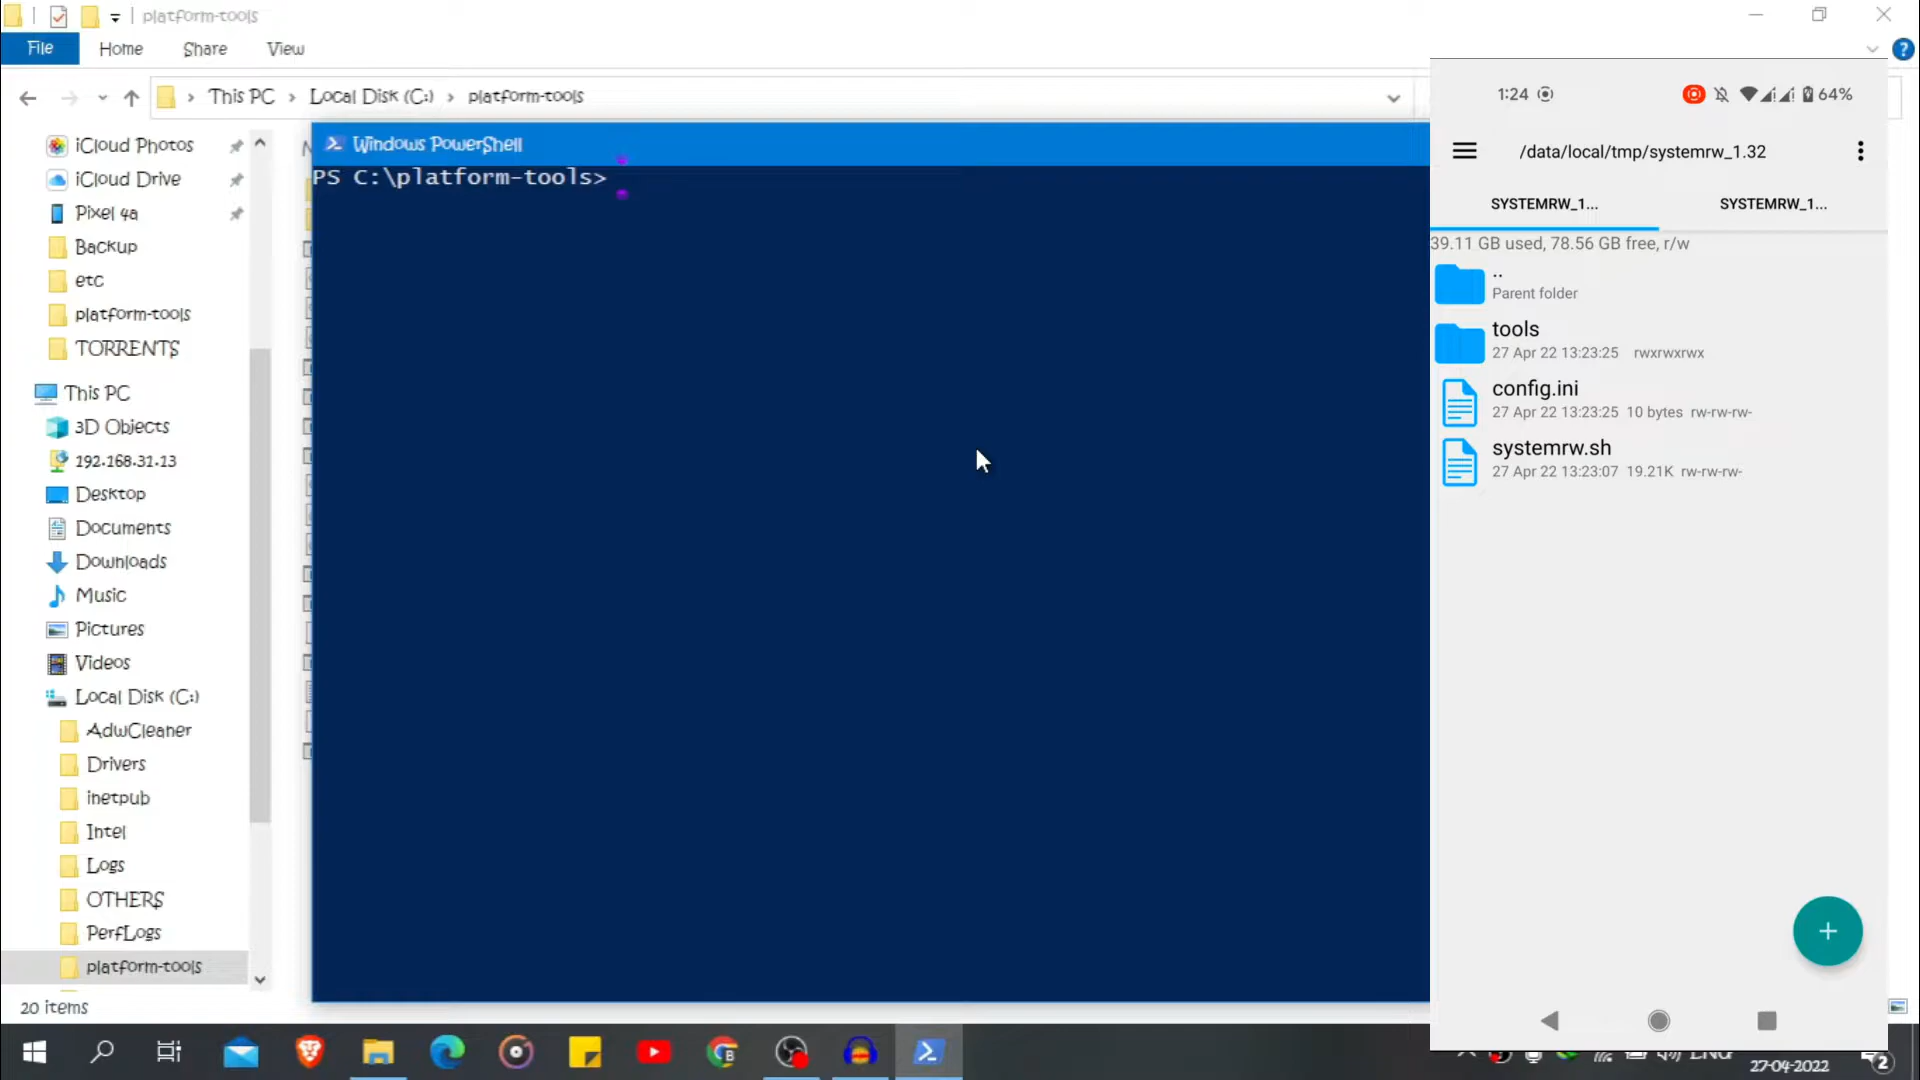 platform-tools
File Home Share View
This PC Local Disk (C:) platform-tools
iCloud Photos
iCloud Drive
Pixel 4a
Backup
etc
platform-tools
TORRENTS
This PC
3D Objects
192.168.31.13
Desktop
Documents
Downloads
Music
Pictures
Videos
Local Disk (C:)
AdwCleaner
Drivers
inetpub
Intel
Logs
OTHERS
PerfLogs
platform-tools
20 items
Windows PowerShell
PS C:\platform-tools>
1:24 64%
/data/local/tmp/systemrw_1.32
SYSTEMRW_1... SYSTEMRW_1...
39.11 GB used, 78.56 GB free, r/w
..
Parent folder
tools
27 Apr 22 13:23:25 rwxrwxrwx
config.ini
27 Apr 22 13:23:25 10 bytes rw-rw-rw-
systemrw.sh
27 Apr 22 13:23:07 19.21K rw-rw-rw-
+
27-04-2022
2